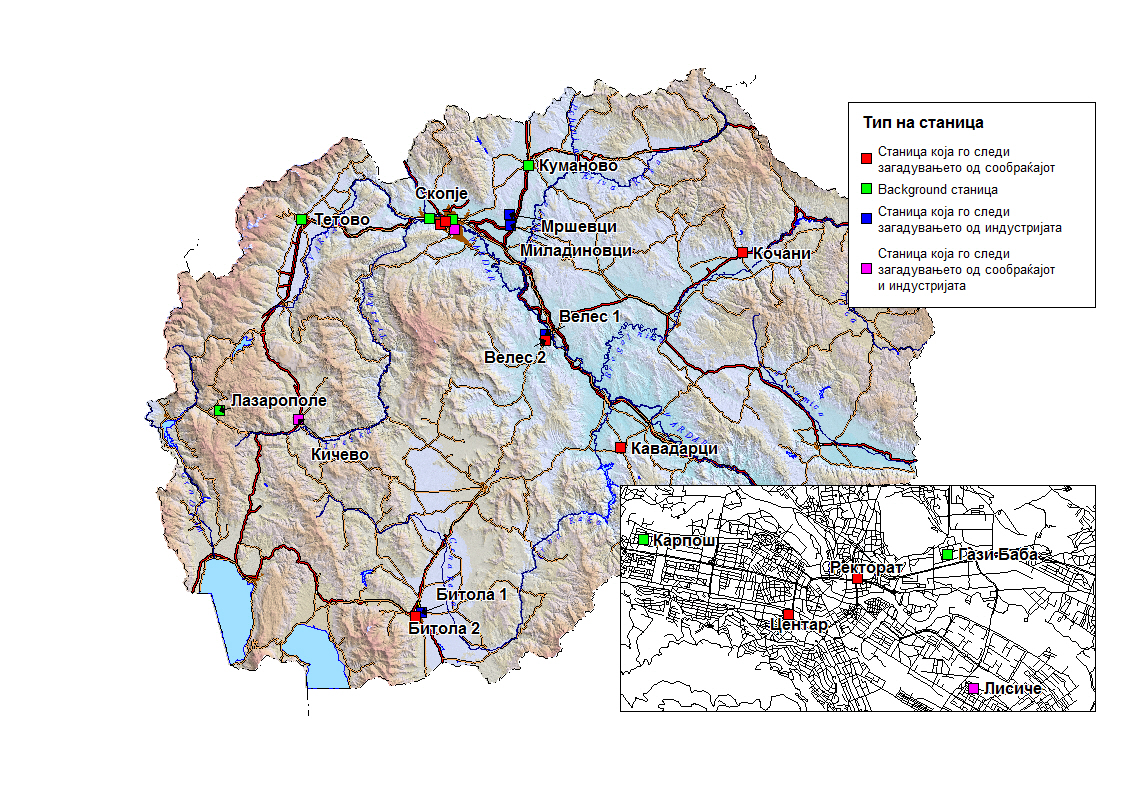 Тип на станица
Станица која го следи
загадувањето од сообраќајот
Background станица
Станица која го следи
загадувањето од индустријата
Станица која го следи
загадувањето од сообраќајот
и индустријата
Куманово
Скопје
Тетово
Мршевци
Миладиновци
Кочани
Велес 1
Велес 2
Лазарополе
Кичево
Кавадарци
Битола 1
Битола 2
Карпош
Гази Баба
Ректорат
Центар
Лисиче